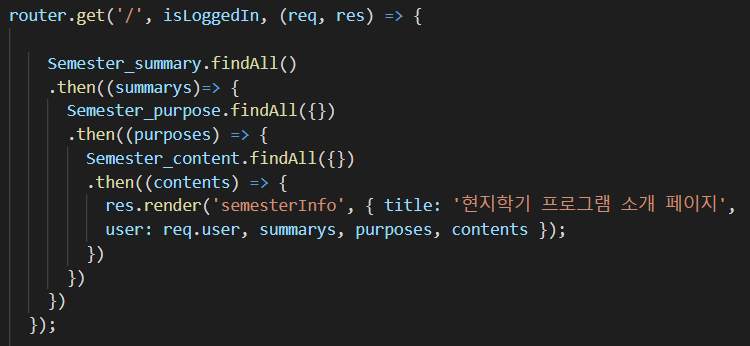 router.get('/', isLoggedIn, (req, res) => {
Semester_summary.findAll()
.then((summarys)=> {
Semester_purpose.findAll({})
.then((purposes) => {
Semester_content.findAll({})
.then((contents) => {
res.render('semesterInfo', { title: '현지학기 프로그램 소개 페이지',
user: req.user, summarys, purposes, contents });
})
})
})
});